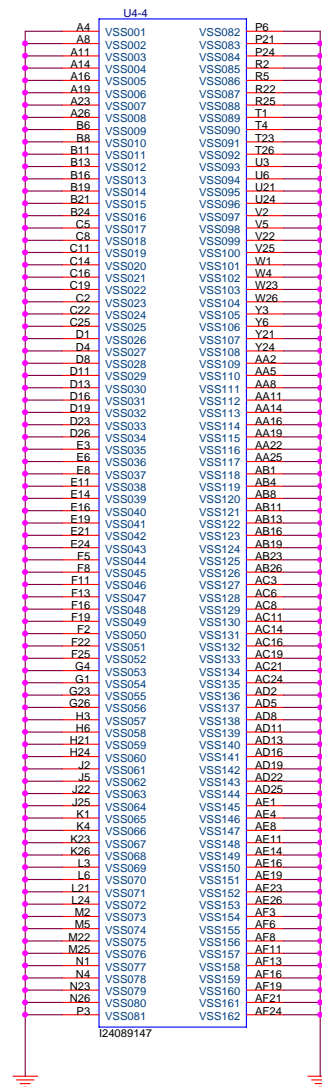 U4-4
A4 VSS001 VSS082 P6
A8 VSS002 VSS083 P21
A11 VSS003 VSS084 P24
A14 VSS004 VSS085 R2
A16 VSS005 VSS086 R5
A19 VSS006 VSS087 R22
A23 VSS007 VSS088 R25
A26 VSS008 VSS089 T1
B6 VSS009 VSS090 T4
B8 VSS010 VSS091 T23
B11 VSS011 VSS092 T26
B13 VSS012 VSS093 U3
B16 VSS013 VSS094 U6
B19 VSS014 VSS095 U21
B21 VSS015 VSS096 U24
B24 VSS016 VSS097 V2
C5 VSS017 VSS098 V5
C8 VSS018 VSS099 V22
C11 VSS019 VSS100 V25
C14 VSS020 VSS101 W1
C16 VSS021 VSS102 W4
C19 VSS022 VSS103 W23
C2 VSS023 VSS104 W26
C22 VSS024 VSS105 Y3
C25 VSS025 VSS106 Y6
D1 VSS026 VSS107 Y21
D4 VSS027 VSS108 Y24
D8 VSS028 VSS109 AA2
D11 VSS029 VSS110 AA5
D13 VSS030 VSS111 AA8
D16 VSS031 VSS112 AA11
D19 VSS032 VSS113 AA14
D23 VSS033 VSS114 AA16
D26 VSS034 VSS115 AA19
E3 VSS035 VSS116 AA22
E6 VSS036 VSS117 AA25
E8 VSS037 VSS118 AB1
E11 VSS038 VSS119 AB4
E14 VSS039 VSS120 AB8
E16 VSS040 VSS121 AB11
E19 VSS041 VSS122 AB13
E21 VSS042 VSS123 AB16
E24 VSS043 VSS124 AB19
F5 VSS044 VSS125 AB23
F8 VSS045 VSS126 AB26
F11 VSS046 VSS127 AC3
F13 VSS047 VSS128 AC6
F16 VSS048 VSS129 AC8
F19 VSS049 VSS130 AC11
F2 VSS050 VSS131 AC14
F22 VSS051 VSS132 AC16
F25 VSS052 VSS133 AC19
G4 VSS053 VSS134 AC21
G1 VSS054 VSS135 AC24
G23 VSS055 VSS136 AD2
G26 VSS056 VSS137 AD5
H3 VSS057 VSS138 AD8
H6 VSS058 VSS139 AD11
H21 VSS059 VSS140 AD13
H24 VSS060 VSS141 AD16
J2 VSS061 VSS142 AD19
J5 VSS062 VSS143 AD22
J22 VSS063 VSS144 AD25
J25 VSS064 VSS145 AE1
K1 VSS065 VSS146 AE4
K4 VSS066 VSS147 AE8
K23 VSS067 VSS148 AE11
K26 VSS068 VSS149 AE14
L3 VSS069 VSS150 AE16
L6 VSS070 VSS151 AE19
L21 VSS071 VSS152 AE23
L24 VSS072 VSS153 AE26
M2 VSS073 VSS154 AF3
M5 VSS074 VSS155 AF6
M22 VSS075 VSS156 AF8
M25 VSS076 VSS157 AF11
N1 VSS077 VSS158 AF13
N4 VSS078 VSS159 AF16
N23 VSS079 VSS160 AF19
N26 VSS080 VSS161 AF21
P3 VSS081 VSS162 AF24
I24089147